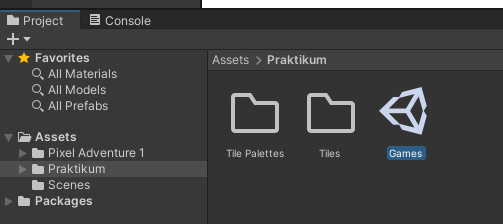 Project
Console
Favorites
All Materials
All Models
All Prefabs
Assets
Pixel Adventure 1
Praktikum
Scenes
Packages
Assets > Praktikum
Tile Palettes
Tiles
Games